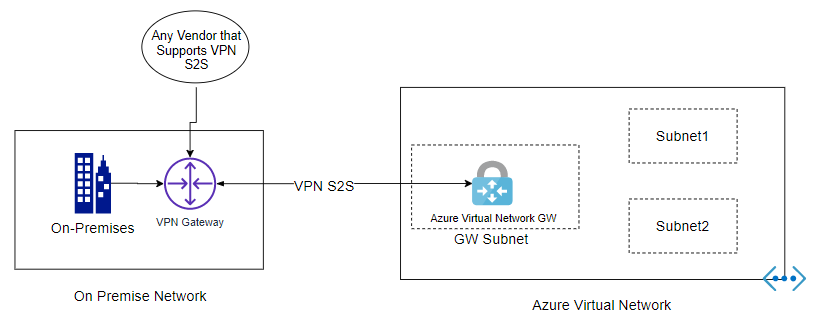 Any Vendor that
Supports VPN
S2S
On-Premises
VPN Gateway
On Premise Network
VPN S2S
Azure Virtual Network GW
GW Subnet
Subnet1
Subnet2
Azure Virtual Network